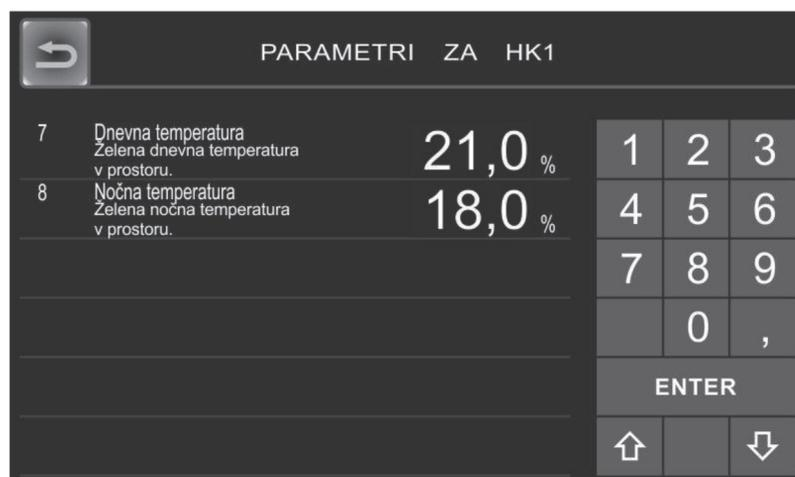 PARAMETRI ZA HK1
7 Dnevna temperatura
Želena dnevna temperatura
v prostoru.
21,0 %
8 Nočna temperatura
Želena nočna temperatura
v prostoru.
18,0 %
1 2 3
4 5 6
7 8 9
0 ,
ENTER